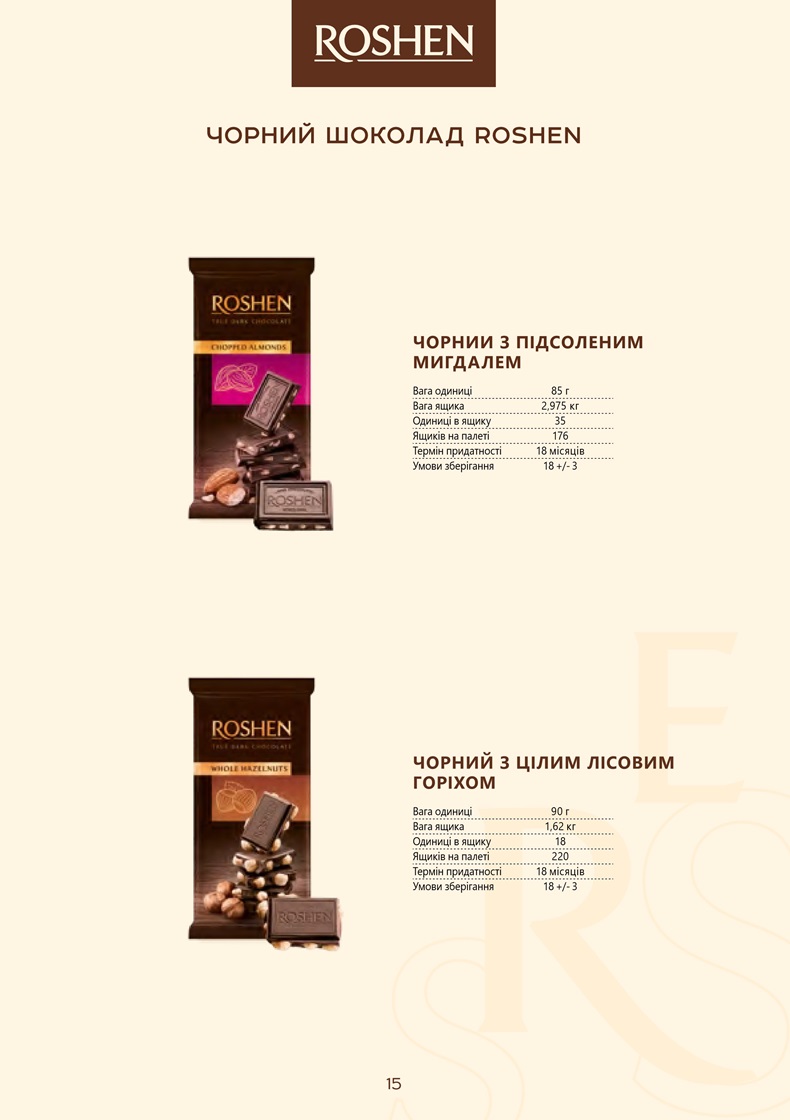 ROSHEN
ЧОРНИЙ ШОКОЛАД ROSHEN
ROSHEN
TRUE DARK CHOCOLATE
CHOPPED ALMONDS
ROSHEN
ROSHEN
ЧОРНИИ З ПІДСОЛЕНИМ
МИГДАЛЕМ
Вага одиниці 85 г
Вага ящика 2,975 кг
Одиниці в ящику 35
Ящиків на палеті 176
Термін придатності 18 місяців
Умови зберігання 18 +/- 3
ROSHEN
TRUE DARK CHOCOLATE
WHOLE HAZELNUTS
ROSHEN
ROSHEN
ЧОРНИЙ З ЦІЛИМ ЛІСОВИМ
ГОРІХОМ
Вага одиниці 90 г
Вага ящика 1,62 кг
Одиниці в ящику 18
Ящиків на палеті 220
Термін придатності 18 місяців
Умови зберігання 18 +/- 3
15